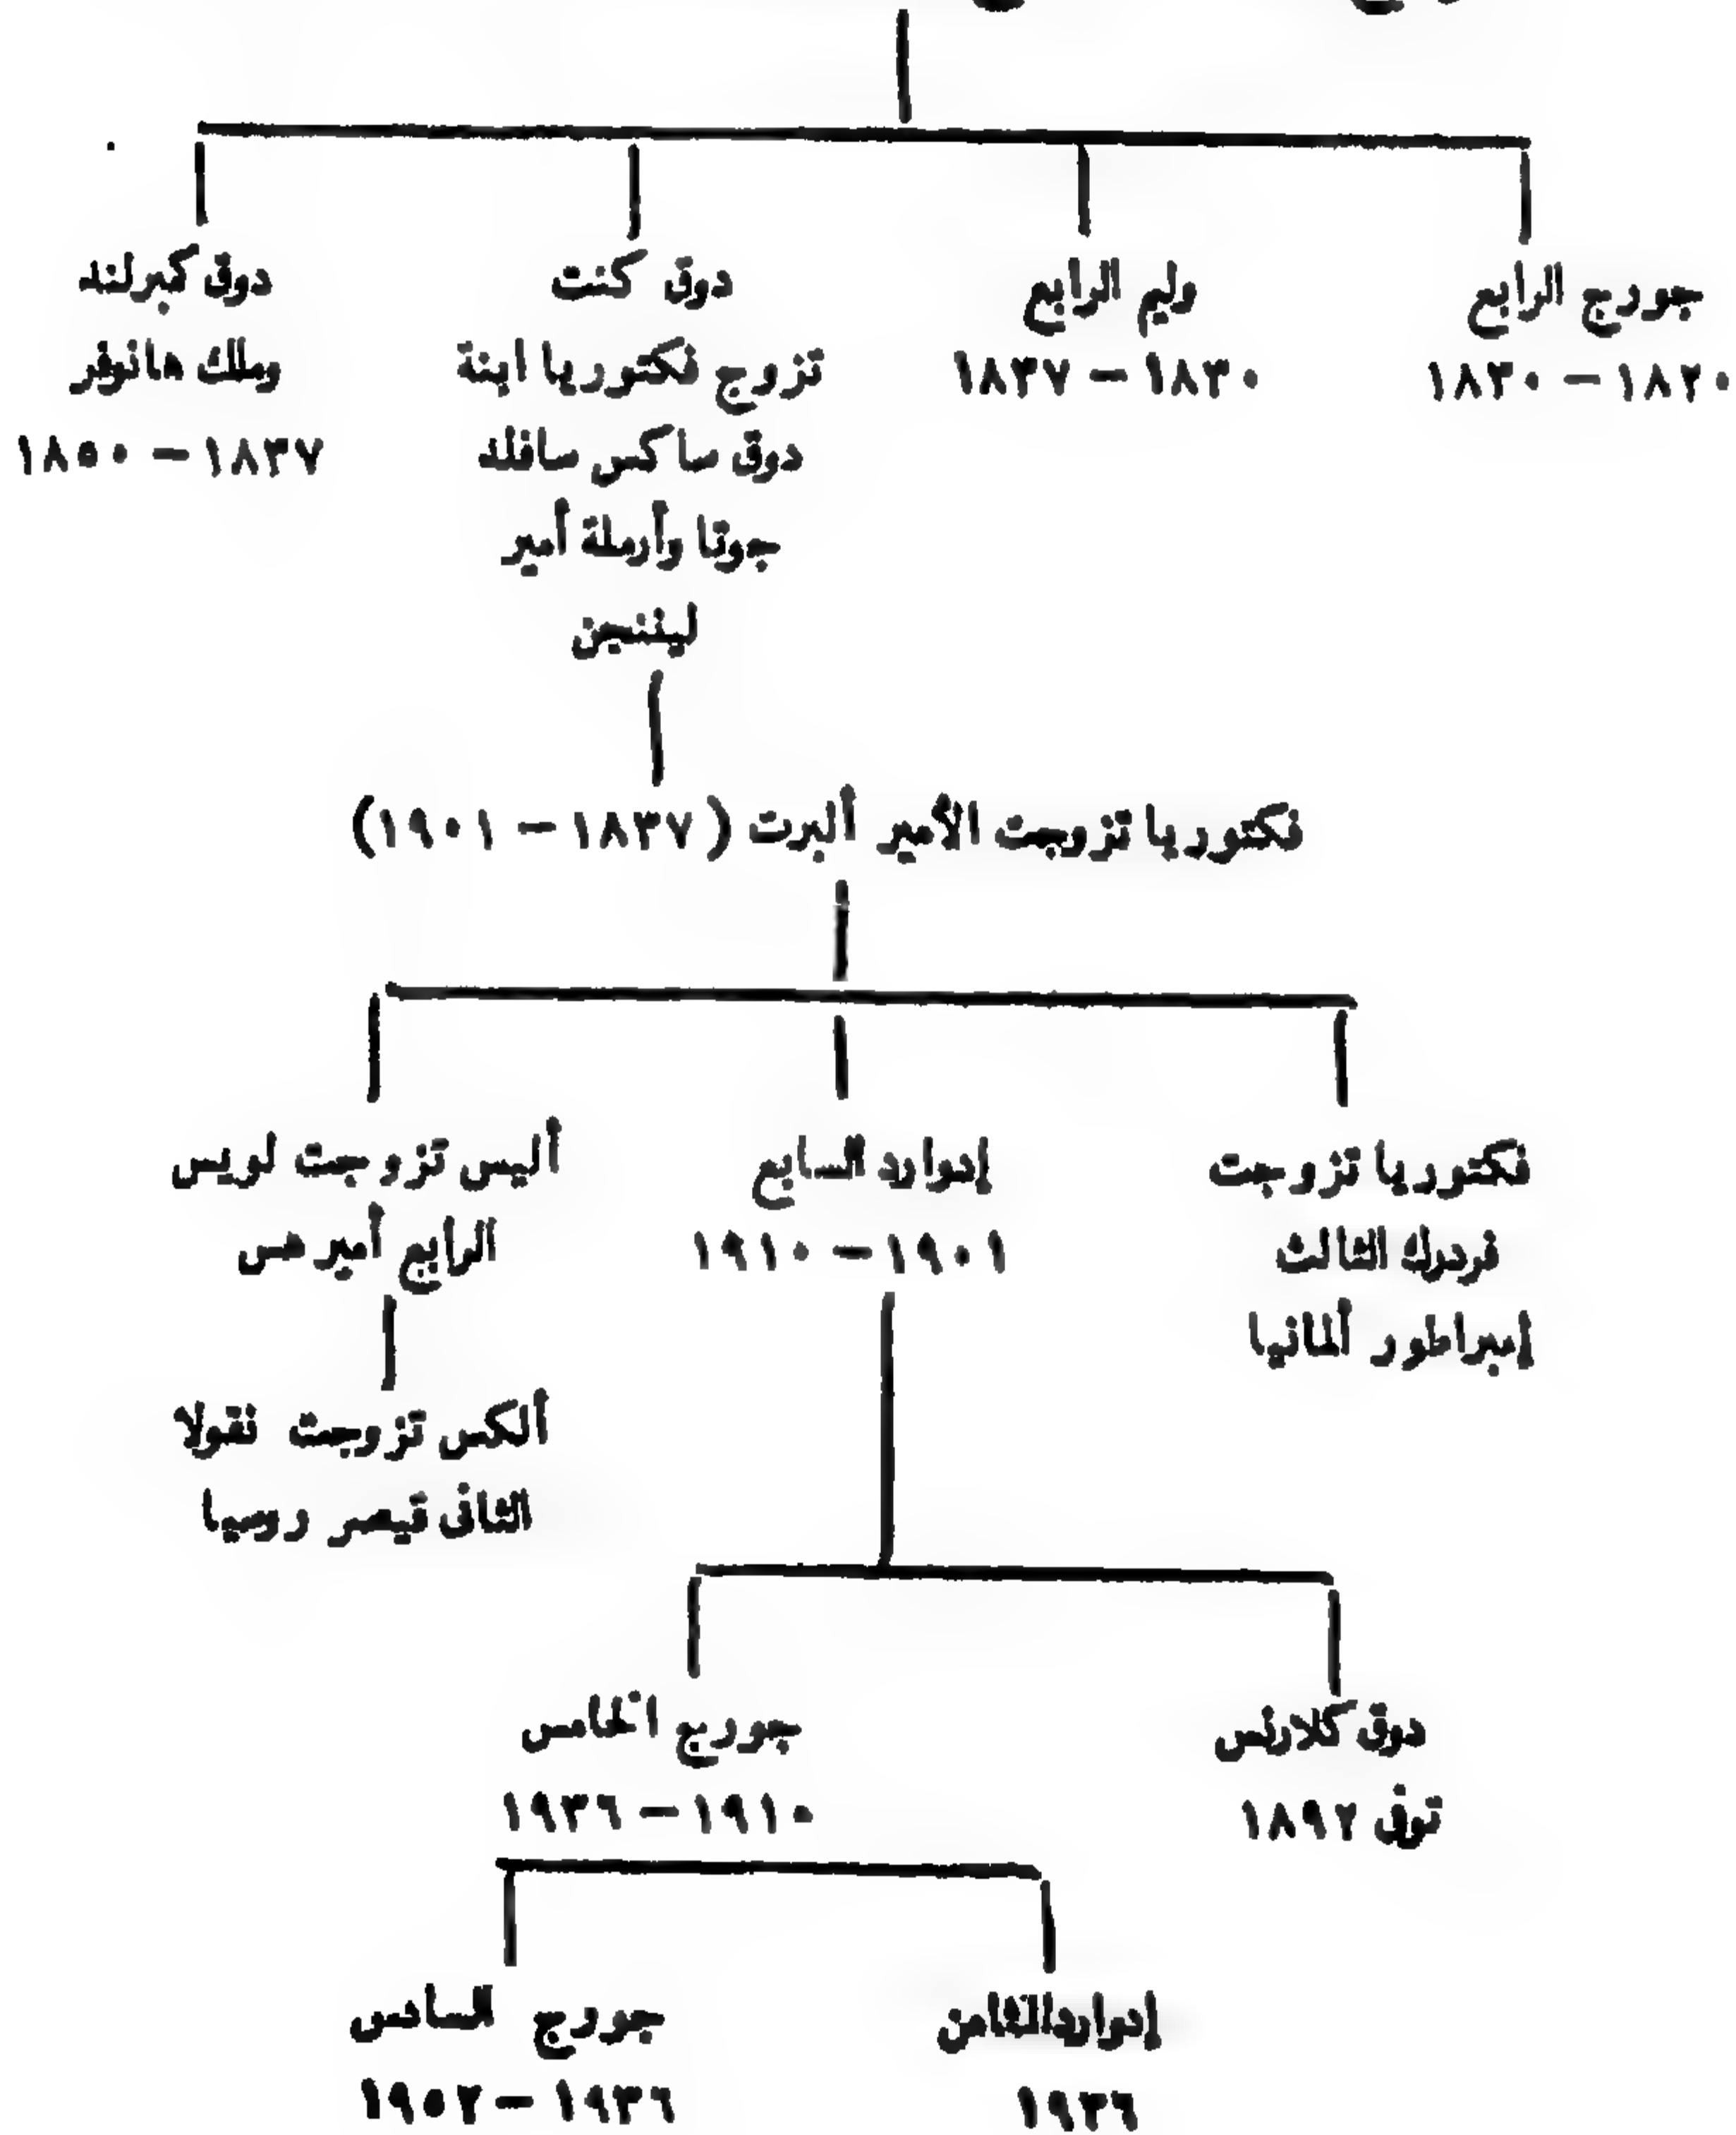 جورج الرابع
١٨٢٠ – ١٨٣٠
وليم الرابع
١٨٣٠ – ١٨٣٧
دوق كنت
تزوج فكتوريا ابنة
دوق ساكس سافلد
جوتا وأرملة أمير
ليننجن
دوق كمبرلند
وملك هانوفر
١٨٣٧ – ١٨٥٠
فكتوريا تزوجت الأمير ألبرت (١٨٣٧ – ١٩٠١)
فكتوريا تزوجت
فردرك الثالث
إمبراطور ألمانيا
إدوارد السابع
١٩٠١ – ١٩١٠
أليس تزوجت لويس
الرابع أمير هس
ألكس تزوجت نقولا
الثانى قيصر روسيا
دوق كلارنس
توفى ١٨٩٢
جورج الخامس
١٩١٠ – ١٩٣٦
إدوارد الثامن
١٩٣٦
جورج السادس
١٩٣٦ – ١٩٥٢